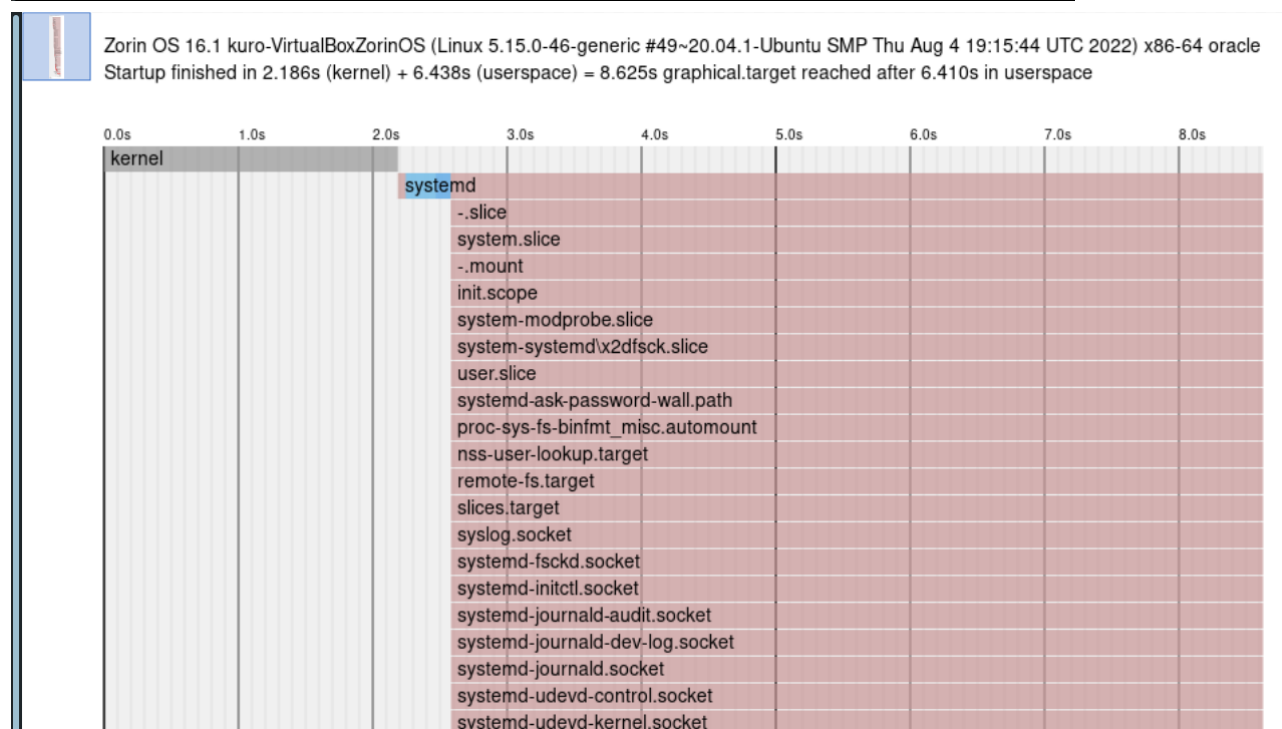 Zorin OS 16.1 kuro-VirtualBoxZorinOS (Linux 5.15.0-46-generic #49~20.04.1-Ubuntu SMP Thu Aug 4 19:15:44 UTC 2022) x86-64 oracle
Startup finished in 2.186s (kernel) + 6.438s (userspace) = 8.625s graphical.target reached after 6.410s in userspace
0.0s 1.0s 2.0s 3.0s 4.0s 5.0s 6.0s 7.0s 8.0s
kernel
systemd
-.slice
system.slice
-.mount
init.scope
system-modprobe.slice
system-systemd\x2dfsck.slice
user.slice
systemd-ask-password-wall.path
proc-sys-fs-binfmt_misc.automount
nss-user-lookup.target
remote-fs.target
slices.target
syslog.socket
systemd-fsckd.socket
systemd-initctl.socket
systemd-journald-audit.socket
systemd-journald-dev-log.socket
systemd-journald.socket
systemd-udevd-control.socket
systemd-udevd-kernel.socket